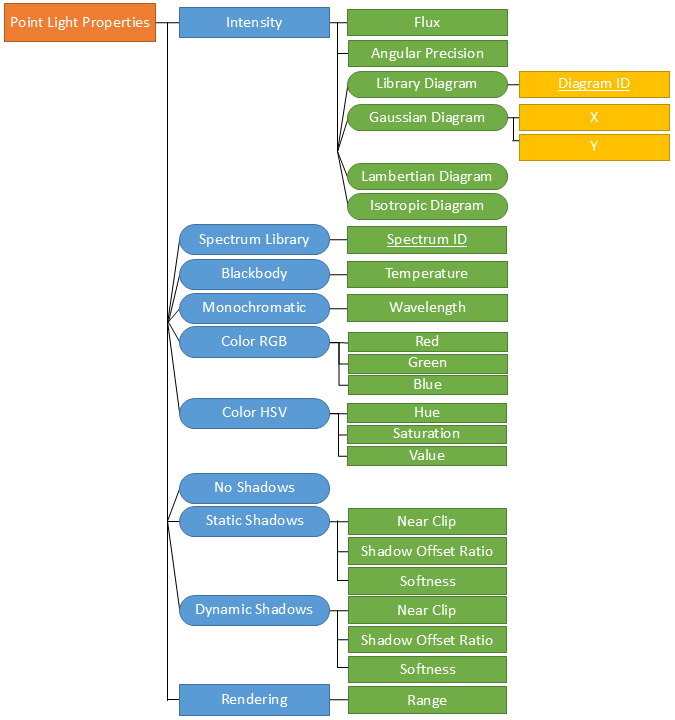 Point Light Properties
Intensity
Flux
Angular Precision
Library Diagram
Diagram ID
Gaussian Diagram
X
Y
Lambertian Diagram
Isotropic Diagram
Spectrum Library
Spectrum ID
Blackbody
Temperature
Monochromatic
Wavelength
Color RGB
Red
Green
Blue
Color HSV
Hue
Saturation
Value
No Shadows
Static Shadows
Near Clip
Shadow Offset Ratio
Softness
Dynamic Shadows
Near Clip
Shadow Offset Ratio
Softness
Rendering
Range